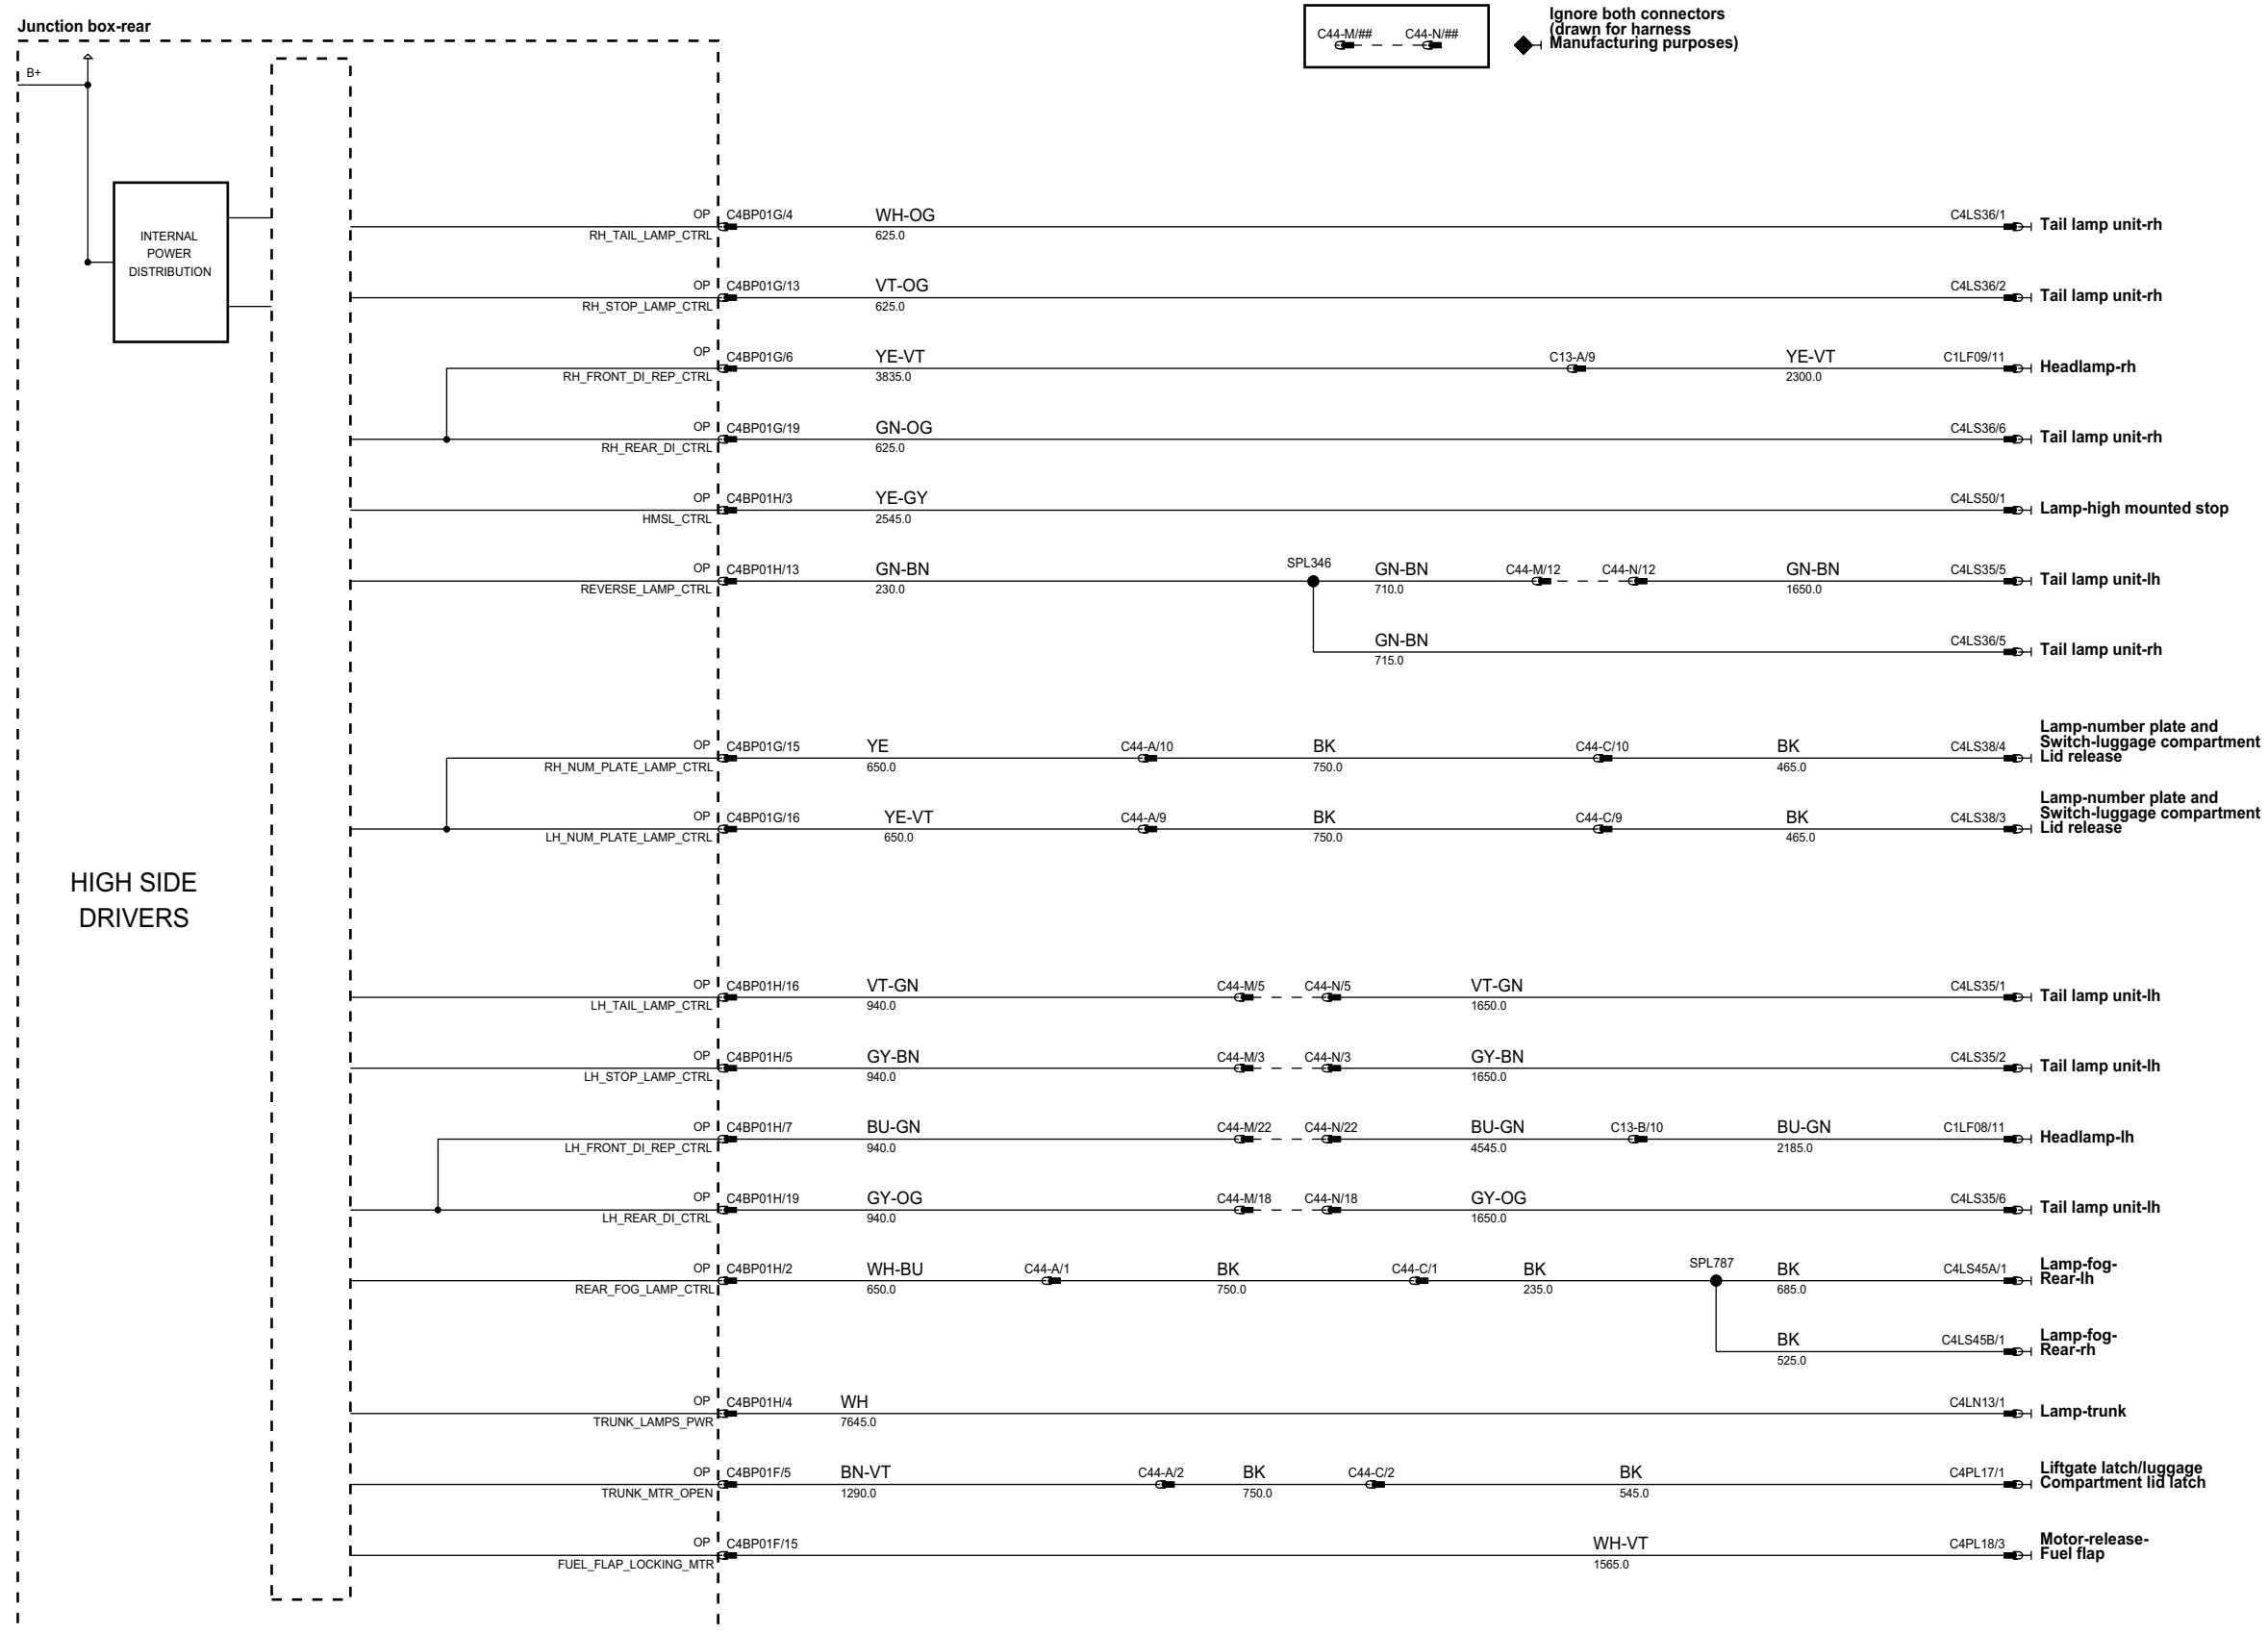 Junction box-rear
C44-M/## C44-N/##
Ignore both connectors
(drawn for harness
Manufacturing purposes)
B+
INTERNAL
POWER
DISTRIBUTION
HIGH SIDE
DRIVERS
OP C4BP01G/4 WH-OG C4LS36/1 Tail lamp unit-rh
RH_TAIL_LAMP_CTRL 625.0
OP C4BP01G/13 VT-OG C4LS36/2 Tail lamp unit-rh
RH_STOP_LAMP_CTRL 625.0
OP C4BP01G/6 YE-VT C13-A/9 YE-VT C1LF09/11 Headlamp-rh
RH_FRONT_DI_REP_CTRL 3835.0 2300.0
OP C4BP01G/19 GN-OG C4LS36/6 Tail lamp unit-rh
RH_REAR_DI_CTRL 625.0
OP C4BP01H/3 YE-GY C4LS50/1 Lamp-high mounted stop
HMSL_CTRL 2545.0
OP C4BP01H/13 GN-BN SPL346 GN-BN C44-M/12 C44-N/12 GN-BN C4LS35/5 Tail lamp unit-lh
REVERSE_LAMP_CTRL 230.0 710.0 1650.0
GN-BN C4LS36/5 Tail lamp unit-rh
715.0
OP C4BP01G/15 YE C44-A/10 BK C44-C/10 BK C4LS38/4
RH_NUM_PLATE_LAMP_CTRL 650.0 750.0 465.0
Lamp-number plate and
Switch-luggage compartment
Lid release
OP C4BP01G/16 YE-VT C44-A/9 BK C44-C/9 BK C4LS38/3
LH_NUM_PLATE_LAMP_CTRL 650.0 750.0 465.0
Lamp-number plate and
Switch-luggage compartment
Lid release
OP C4BP01H/16 VT-GN C44-M/5 C44-N/5 VT-GN C4LS35/1 Tail lamp unit-lh
LH_TAIL_LAMP_CTRL 940.0 1650.0
OP C4BP01H/5 GY-BN C44-M/3 C44-N/3 GY-BN C4LS35/2 Tail lamp unit-lh
LH_STOP_LAMP_CTRL 940.0 1650.0
OP C4BP01H/7 BU-GN C44-M/22 C44-N/22 BU-GN C13-B/10 BU-GN C1LF08/11 Headlamp-lh
LH_FRONT_DI_REP_CTRL 940.0 4545.0 2185.0
OP C4BP01H/19 GY-OG C44-M/18 C44-N/18 GY-OG C4LS35/6 Tail lamp unit-lh
LH_REAR_DI_CTRL 940.0 1650.0
OP C4BP01H/2 WH-BU C44-A/1 BK C44-C/1 BK SPL787 BK C4LS45A/1
REAR_FOG_LAMP_CTRL 650.0 750.0 235.0 685.0
Lamp-fog-
Rear-lh
BK C4LS45B/1
525.0
Lamp-fog-
Rear-rh
OP C4BP01H/4 WH C4LN13/1 Lamp-trunk
TRUNK_LAMPS_PWR 7645.0
OP C4BP01F/5 BN-VT C44-A/2 BK C44-C/2 BK C4PL17/1
TRUNK_MTR_OPEN 1290.0 750.0 545.0
Liftgate latch/luggage
Compartment lid latch
OP C4BP01F/15 WH-VT C4PL18/3
FUEL_FLAP_LOCKING_MTR 1565.0
Motor-release-
Fuel flap